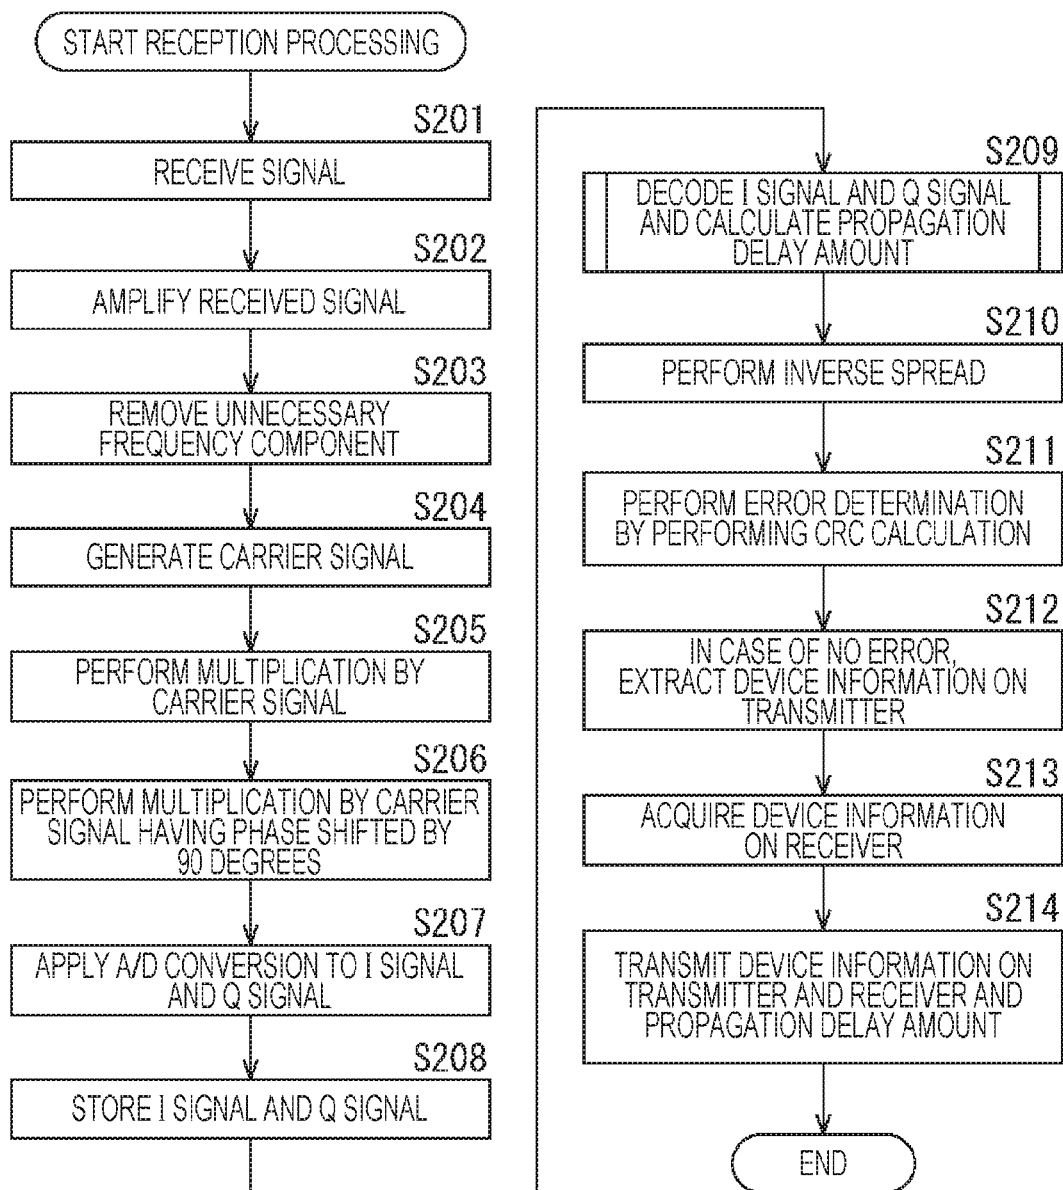 START RECEPTION PROCESSING
S201
RECEIVE SIGNAL
S202
AMPLIFY RECEIVED SIGNAL
S203
REMOVE UNNECESSARY
FREQUENCY COMPONENT
S204
GENERATE CARRIER SIGNAL
S205
PERFORM MULTIPLICATION BY
CARRIER SIGNAL
S206
PERFORM MULTIPLICATION BY CARRIER
SIGNAL HAVING PHASE SHIFTED BY
90 DEGREES
S207
APPLY A/D CONVERSION TO I SIGNAL
AND Q SIGNAL
S208
STORE I SIGNAL AND Q SIGNAL
S209
DECODE I SIGNAL AND Q SIGNAL
AND CALCULATE PROPAGATION
DELAY AMOUNT
S210
PERFORM INVERSE SPREAD
S211
PERFORM ERROR DETERMINATION
BY PERFORMING CRC CALCULATION
S212
IN CASE OF NO ERROR,
EXTRACT DEVICE INFORMATION ON
TRANSMITTER
S213
ACQUIRE DEVICE INFORMATION
ON RECEIVER
S214
TRANSMIT DEVICE INFORMATION ON
TRANSMITTER AND RECEIVER AND
PROPAGATION DELAY AMOUNT
END